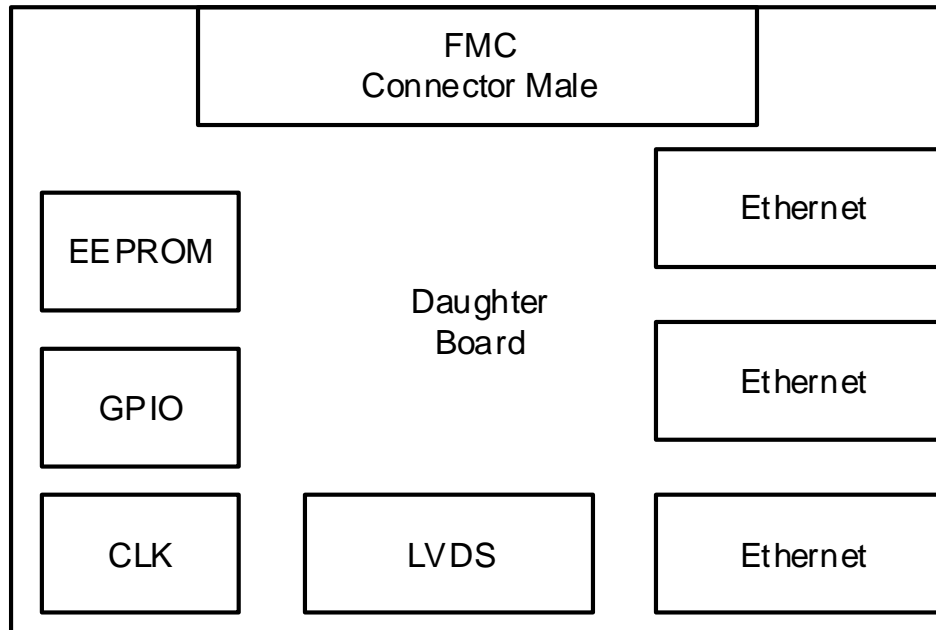 FMC
Connector Male
Ethernet
EEPROM
Daughter
Board
Ethernet
GPIO
CLK
LVDS
Ethernet